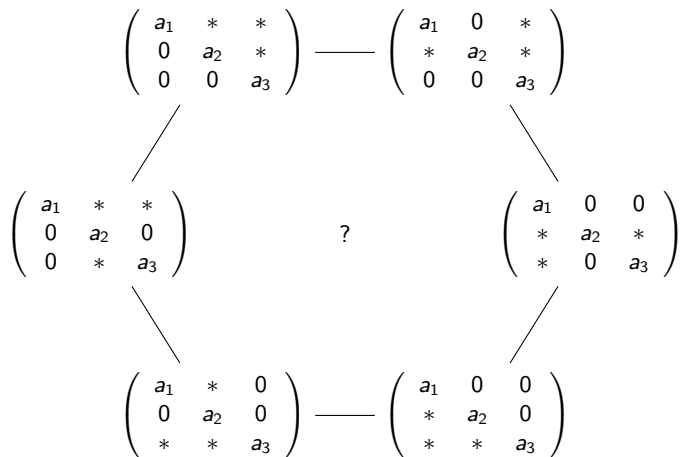 a₁ ∗ ∗
0 a₂ ∗
0 0 a₃
a₁ 0 ∗
∗ a₂ ∗
0 0 a₃
a₁ ∗ ∗
0 a₂ 0
0 ∗ a₃
?
a₁ 0 0
∗ a₂ ∗
∗ 0 a₃
a₁ ∗ 0
0 a₂ 0
∗ ∗ a₃
a₁ 0 0
∗ a₂ 0
∗ ∗ a₃